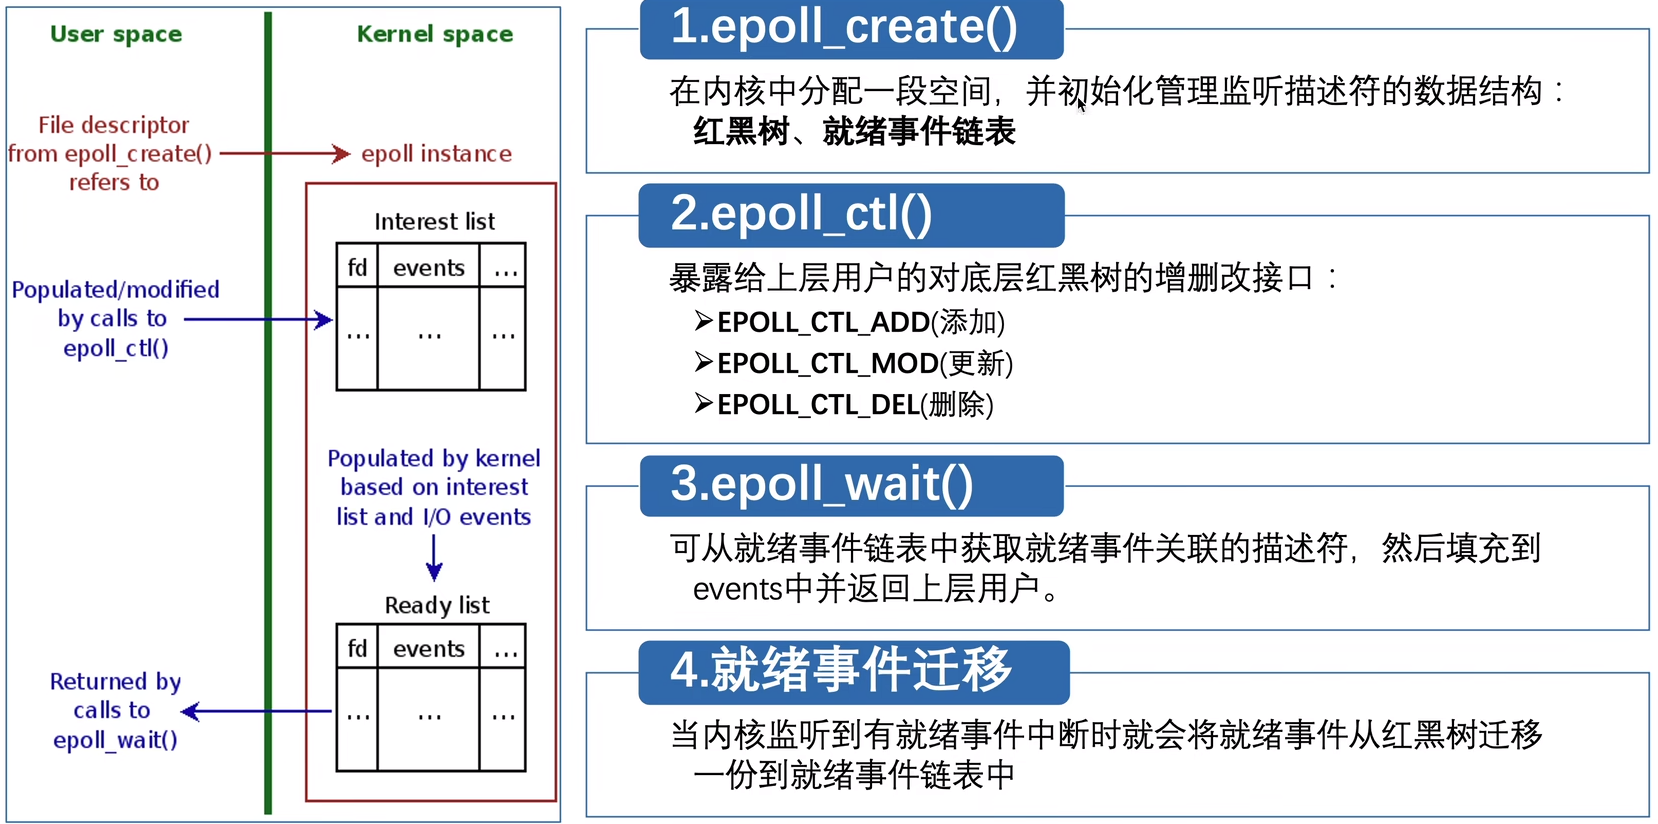 User space
Kernel space
File descriptor
from epoll_create()
refers to
epoll instance
Interest list
fd events ...
... ... ...
Populated/modified
by calls to
epoll_ctl()
Populated by kernel
based on interest
list and I/O events
Ready list
fd events ...
... ... ...
Returned by
calls to
epoll_wait()
1.epoll_create()
在内核中分配一段空间，并初始化管理监听描述符的数据结构：
红黑树、就绪事件链表
2.epoll_ctl()
暴露给上层用户的对底层红黑树的增删改接口：
➢EPOLL_CTL_ADD(添加)
➢EPOLL_CTL_MOD(更新)
➢EPOLL_CTL_DEL(删除)
3.epoll_wait()
可从就绪事件链表中获取就绪事件关联的描述符，然后填充到
events中并返回上层用户。
4.就绪事件迁移
当内核监听到有就绪事件中断时就会将就绪事件从红黑树迁移
一份到就绪事件链表中